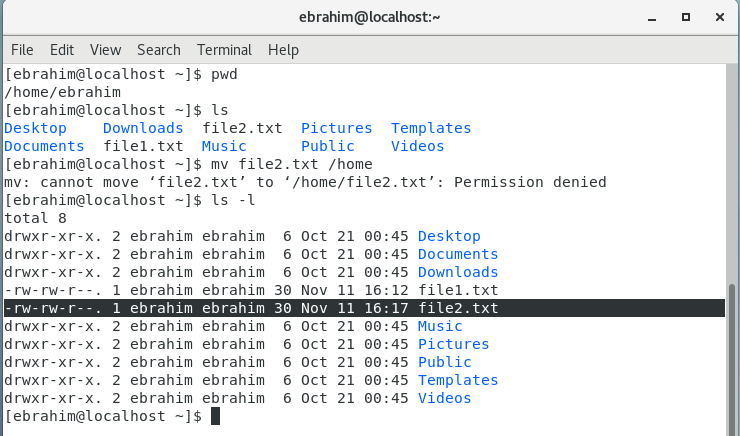 ebrahim@localhost:~
File Edit View Search Terminal Help
[ebrahim@localhost ~]$ pwd
/home/ebrahim
[ebrahim@localhost ~]$ ls
Desktop    Downloads  file2.txt  Pictures  Templates
Documents  file1.txt  Music      Public    Videos
[ebrahim@localhost ~]$ mv file2.txt /home
mv: cannot move ‘file2.txt’ to ‘/home/file2.txt’: Permission denied
[ebrahim@localhost ~]$ ls -l
total 8
drwxr-xr-x. 2 ebrahim ebrahim  6 Oct 21 00:45 Desktop
drwxr-xr-x. 2 ebrahim ebrahim  6 Oct 21 00:45 Documents
drwxr-xr-x. 2 ebrahim ebrahim  6 Oct 21 00:45 Downloads
-rw-rw-r--. 1 ebrahim ebrahim 30 Nov 11 16:12 file1.txt
-rw-rw-r--. 1 ebrahim ebrahim 30 Nov 11 16:17 file2.txt
drwxr-xr-x. 2 ebrahim ebrahim  6 Oct 21 00:45 Music
drwxr-xr-x. 2 ebrahim ebrahim  6 Oct 21 00:45 Pictures
drwxr-xr-x. 2 ebrahim ebrahim  6 Oct 21 00:45 Public
drwxr-xr-x. 2 ebrahim ebrahim  6 Oct 21 00:45 Templates
drwxr-xr-x. 2 ebrahim ebrahim  6 Oct 21 00:45 Videos
[ebrahim@localhost ~]$